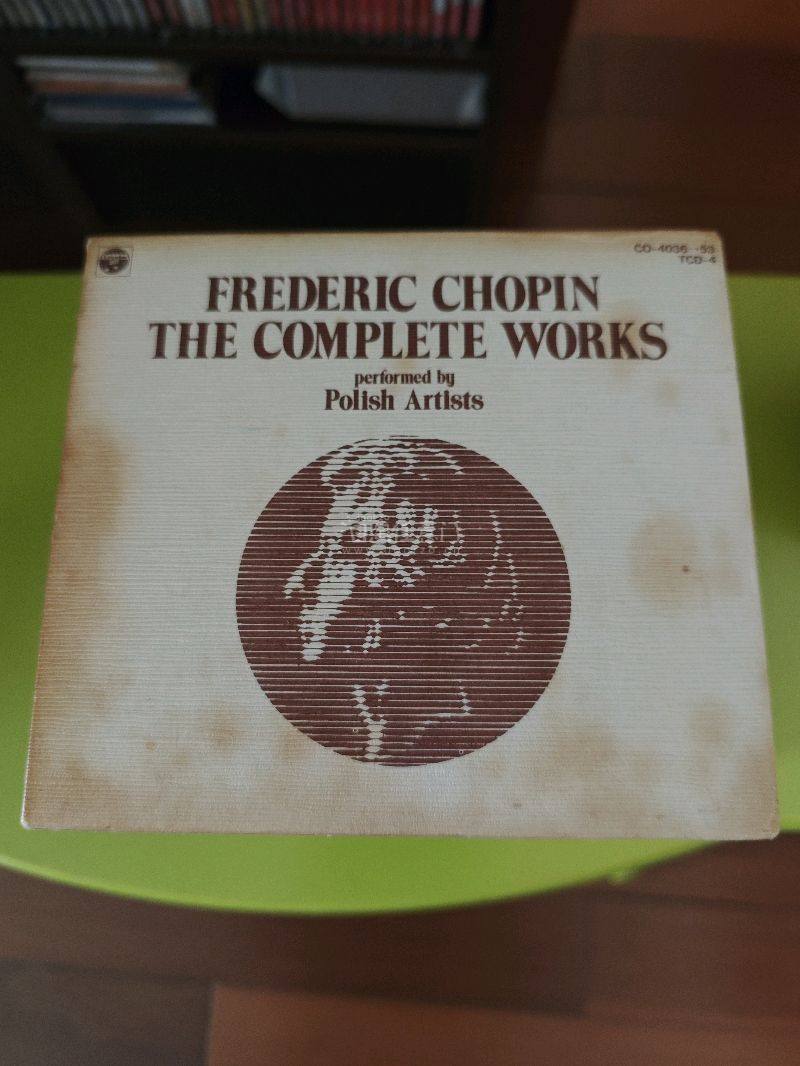 CO-4036~53
TCD-4
FREDERIC CHOPIN
THE COMPLETE WORKS
performed by
Polish Artists